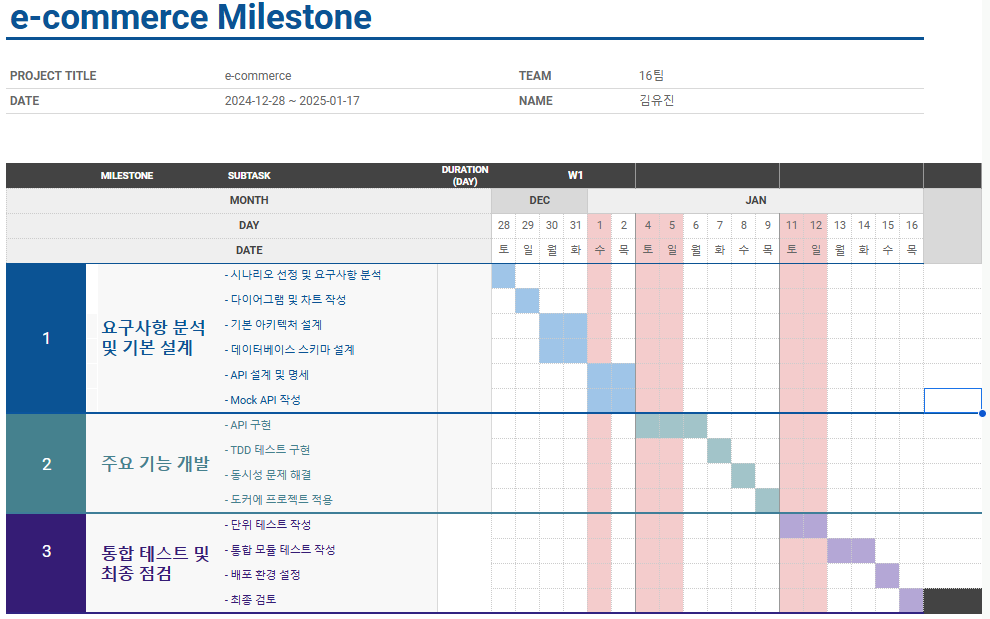 e-commerce Milestone
PROJECT TITLE e-commerce TEAM 16팀
DATE 2024-12-28 ~ 2025-01-17 NAME 김유진
MILESTONE SUBTASK DURATION (DAY) W1
MONTH DEC JAN
DAY 28 29 30 31 1 2 4 5 6 7 8 9 11 12 13 14 15 16
DATE 토 일 월 화 수 목 토 일 월 화 수 목 토 일 월 화 수 목
1
요구사항 분석
및 기본 설계
- 시나리오 선정 및 요구사항 분석
- 다이어그램 및 차트 작성
- 기본 아키텍처 설계
- 데이터베이스 스키마 설계
- API 설계 및 명세
- Mock API 작성
2
주요 기능 개발
- API 구현
- TDD 테스트 구현
- 동시성 문제 해결
- 도커에 프로젝트 적용
3
통합 테스트 및
최종 점검
- 단위 테스트 작성
- 통합 모듈 테스트 작성
- 배포 환경 설정
- 최종 검토